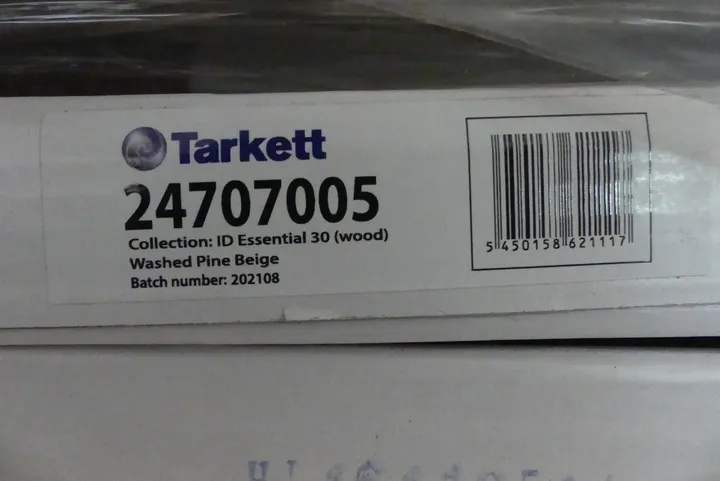 Tarkett
24707005
Collection: ID Essential 30 (wood)
Washed Pine Beige
Batch number: 202108
5 450158 621117